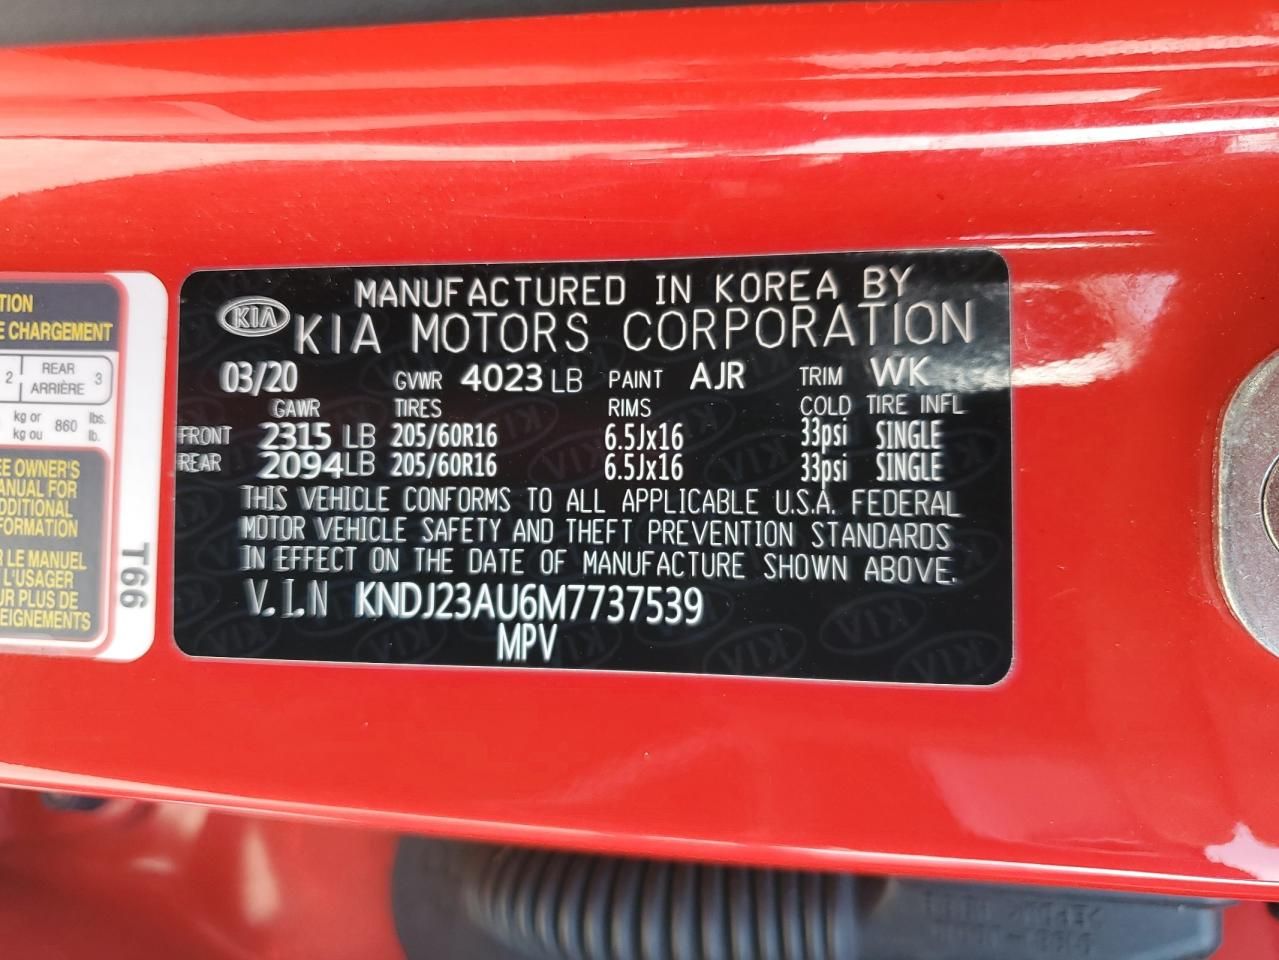 TION
E CHARGEMENT
2 REAR ARRIÈRE 3
kg or kg ou 860 lbs. lb.
EE OWNER'S
ANUAL FOR
DDITIONAL
FORMATION
R LE MANUEL
L'USAGER
UR PLUS DE
EIGNEMENTS
T66
KIA
MANUFACTURED IN KOREA BY
KIA MOTORS CORPORATION
03/20 GVWR 4023 LB PAINT AJR TRIM WK
GAWR TIRES RIMS COLD TIRE INFL
FRONT 2315 LB 205/60R16 6.5Jx16 33psi SINGLE
REAR 2094LB 205/60R16 6.5Jx16 33psi SINGLE
THIS VEHICLE CONFORMS TO ALL APPLICABLE U.S.A. FEDERAL
MOTOR VEHICLE SAFETY AND THEFT PREVENTION STANDARDS
IN EFFECT ON THE DATE OF MANUFACTURE SHOWN ABOVE.
V.I.N KNDJ23AU6M7737539
MPV